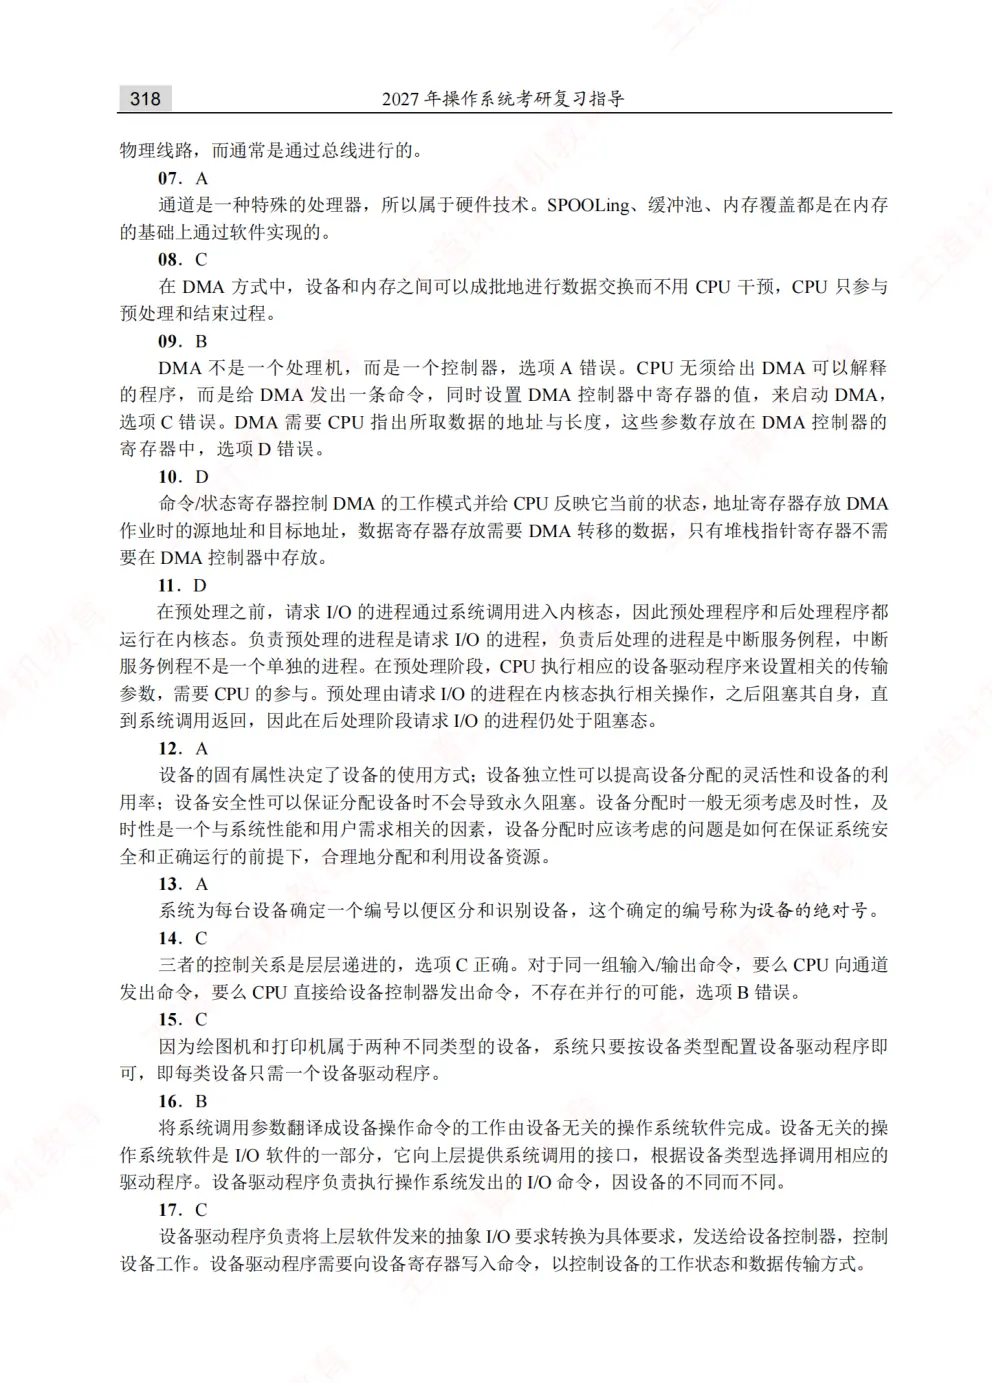 318
2027 年操作系统考研复习指导
物理线路，而通常是通过总线进行的。
07．A
通道是一种特殊的处理器，所以属于硬件技术。SPOOLing、缓冲池、内存覆盖都是在内存
的基础上通过软件实现的。
08．C
在 DMA 方式中，设备和内存之间可以成批地进行数据交换而不用 CPU 干预，CPU 只参与
预处理和结束过程。
09．B
DMA 不是一个处理机，而是一个控制器，选项 A 错误。CPU 无须给出 DMA 可以解释
的程序，而是给 DMA 发出一条命令，同时设置 DMA 控制器中寄存器的值，来启动 DMA，
选项 C 错误。DMA 需要 CPU 指出所取数据的地址与长度，这些参数存放在 DMA 控制器的
寄存器中，选项 D 错误。
10．D
命令/状态寄存器控制 DMA 的工作模式并给 CPU 反映它当前的状态，地址寄存器存放 DMA
作业时的源地址和目标地址，数据寄存器存放需要 DMA 转移的数据，只有堆栈指针寄存器不需
要在 DMA 控制器中存放。
11．D
在预处理之前，请求 I/O 的进程通过系统调用进入内核态，因此预处理程序和后处理程序都
运行在内核态。负责预处理的进程是请求 I/O 的进程，负责后处理的进程是中断服务例程，中断
服务例程不是一个单独的进程。在预处理阶段，CPU 执行相应的设备驱动程序来设置相关的传输
参数，需要 CPU 的参与。预处理由请求 I/O 的进程在内核态执行相关操作，之后阻塞其自身，直
到系统调用返回，因此在后处理阶段请求 I/O 的进程仍处于阻塞态。
12．A
设备的固有属性决定了设备的使用方式；设备独立性可以提高设备分配的灵活性和设备的利
用率；设备安全性可以保证分配设备时不会导致永久阻塞。设备分配时一般无须考虑及时性，及
时性是一个与系统性能和用户需求相关的因素，设备分配时应该考虑的问题是如何在保证系统安
全和正确运行的前提下，合理地分配和利用设备资源。
13．A
系统为每台设备确定一个编号以便区分和识别设备，这个确定的编号称为设备的绝对号。
14．C
三者的控制关系是层层递进的，选项 C 正确。对于同一组输入/输出命令，要么 CPU 向通道
发出命令，要么 CPU 直接给设备控制器发出命令，不存在并行的可能，选项 B 错误。
15．C
因为绘图机和打印机属于两种不同类型的设备，系统只要按设备类型配置设备驱动程序即
可，即每类设备只需一个设备驱动程序。
16．B
将系统调用参数翻译成设备操作命令的工作由设备无关的操作系统软件完成。设备无关的操
作系统软件是 I/O 软件的一部分，它向上层提供系统调用的接口，根据设备类型选择调用相应的
驱动程序。设备驱动程序负责执行操作系统发出的 I/O 命令，因设备的不同而不同。
17．C
设备驱动程序负责将上层软件发来的抽象 I/O 要求转换为具体要求，发送给设备控制器，控制
设备工作。设备驱动程序需要向设备寄存器写入命令，以控制设备的工作状态和数据传输方式。